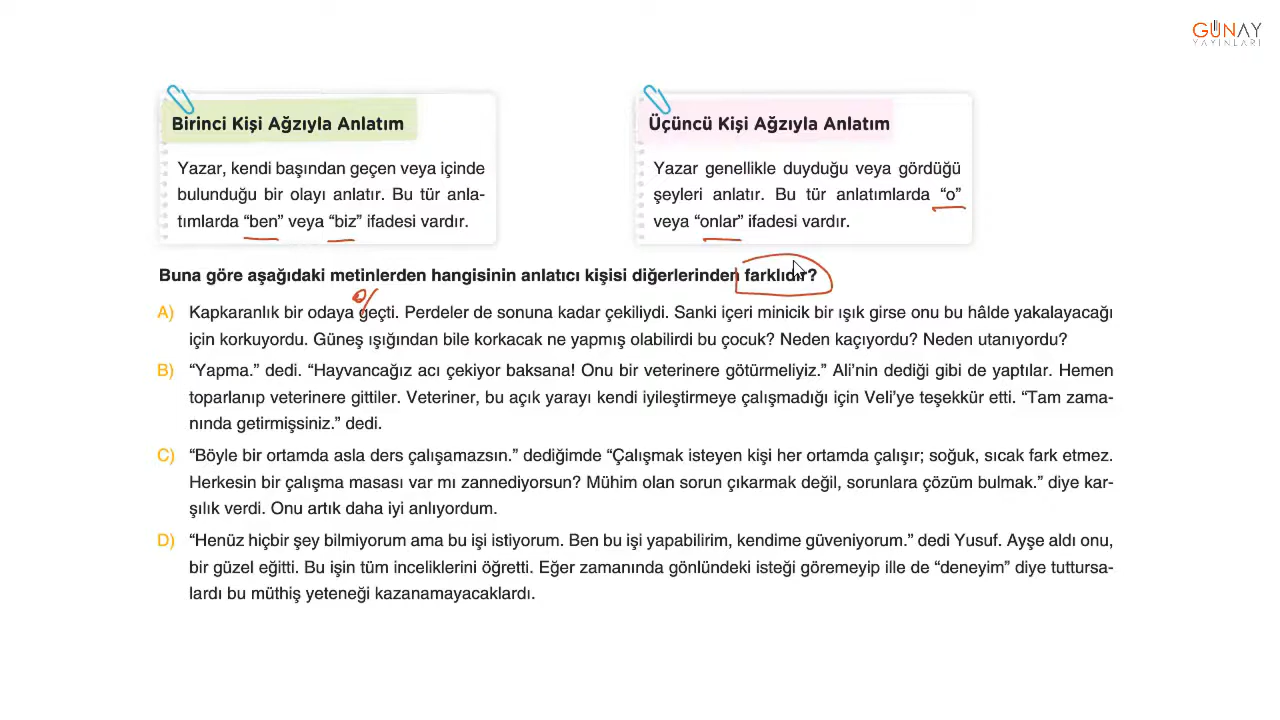 GÜNAY
YAYINLARI
Birinci Kişi Ağzıyla Anlatım
Yazar, kendi başından geçen veya içinde
bulunduğu bir olayı anlatır. Bu tür anla-
tımlarda “ben” veya “biz” ifadesi vardır.
Üçüncü Kişi Ağzıyla Anlatım
Yazar genellikle duyduğu veya gördüğü
şeyleri anlatır. Bu tür anlatımlarda “o”
veya “onlar” ifadesi vardır.
Buna göre aşağıdaki metinlerden hangisinin anlatıcı kişisi diğerlerinden farklıdır?
A) Kapkaranlık bir odaya geçti. Perdeler de sonuna kadar çekiliydi. Sanki içeri minicik bir ışık girse onu bu hâlde yakalayacağı
için korkuyordu. Güneş ışığından bile korkacak ne yapmış olabilirdi bu çocuk? Neden kaçıyordu? Neden utanıyordu?
B) “Yapma.” dedi. “Hayvancağız acı çekiyor baksana! Onu bir veterinere götürmeliyiz.” Ali’nin dediği gibi de yaptılar. Hemen
toparlanıp veterinere gittiler. Veteriner, bu açık yarayı kendi iyileştirmeye çalışmadığı için Veli’ye teşekkür etti. “Tam zama-
nında getirmişsiniz.” dedi.
C) “Böyle bir ortamda asla ders çalışamazsın.” dediğimde “Çalışmak isteyen kişi her ortamda çalışır; soğuk, sıcak fark etmez.
Herkesin bir çalışma masası var mı zannediyorsun? Mühim olan sorun çıkarmak değil, sorunlara çözüm bulmak.” diye kar-
şılık verdi. Onu artık daha iyi anlıyordum.
D) “Henüz hiçbir şey bilmiyorum ama bu işi istiyorum. Ben bu işi yapabilirim, kendime güveniyorum.” dedi Yusuf. Ayşe aldı onu,
bir güzel eğitti. Bu işin tüm inceliklerini öğretti. Eğer zamanında gönlündeki isteği göremeyip ille de “deneyim” diye tuttursa-
lardı bu müthiş yeteneği kazanamayacaklardı.